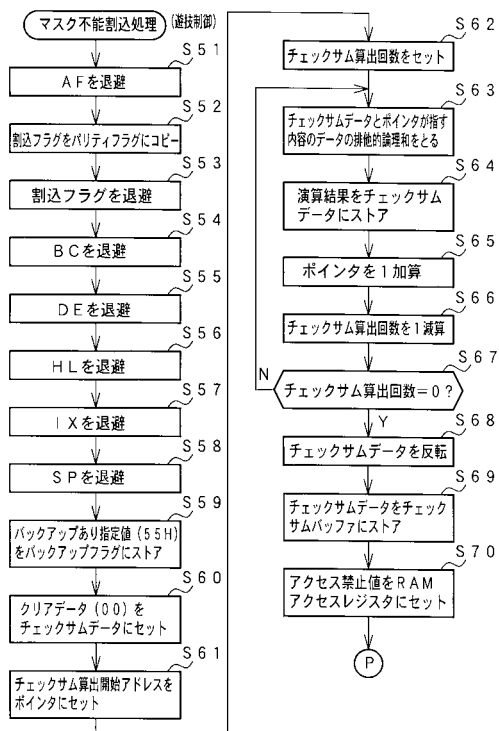 マスク不能割込処理
(遊技制御)
S51
AFを退避
S52
割込フラグをパリティフラグにコピー
S53
割込フラグを退避
S54
BCを退避
S55
DEを退避
S56
HLを退避
S57
IXを退避
S58
SPを退避
S59
バックアップあり指定値(55H)
をバックアップフラグにストア
S60
クリアデータ(00)を
チェックサムデータにセット
S61
チェックサム算出開始アドレスを
ポインタにセット
S62
チェックサム算出回数をセット
S63
チェックサムデータとポインタが指す
内容のデータの排他的論理和をとる
S64
演算結果をチェックサム
データにストア
S65
ポインタを1加算
S66
チェックサム算出回数を1減算
S67
N
チェックサム算出回数=0?
Y
S68
チェックサムデータを反転
S69
チェックサムデータをチェック
サムバッファにストア
S70
アクセス禁止値をRAM
アクセスレジスタにセット
P